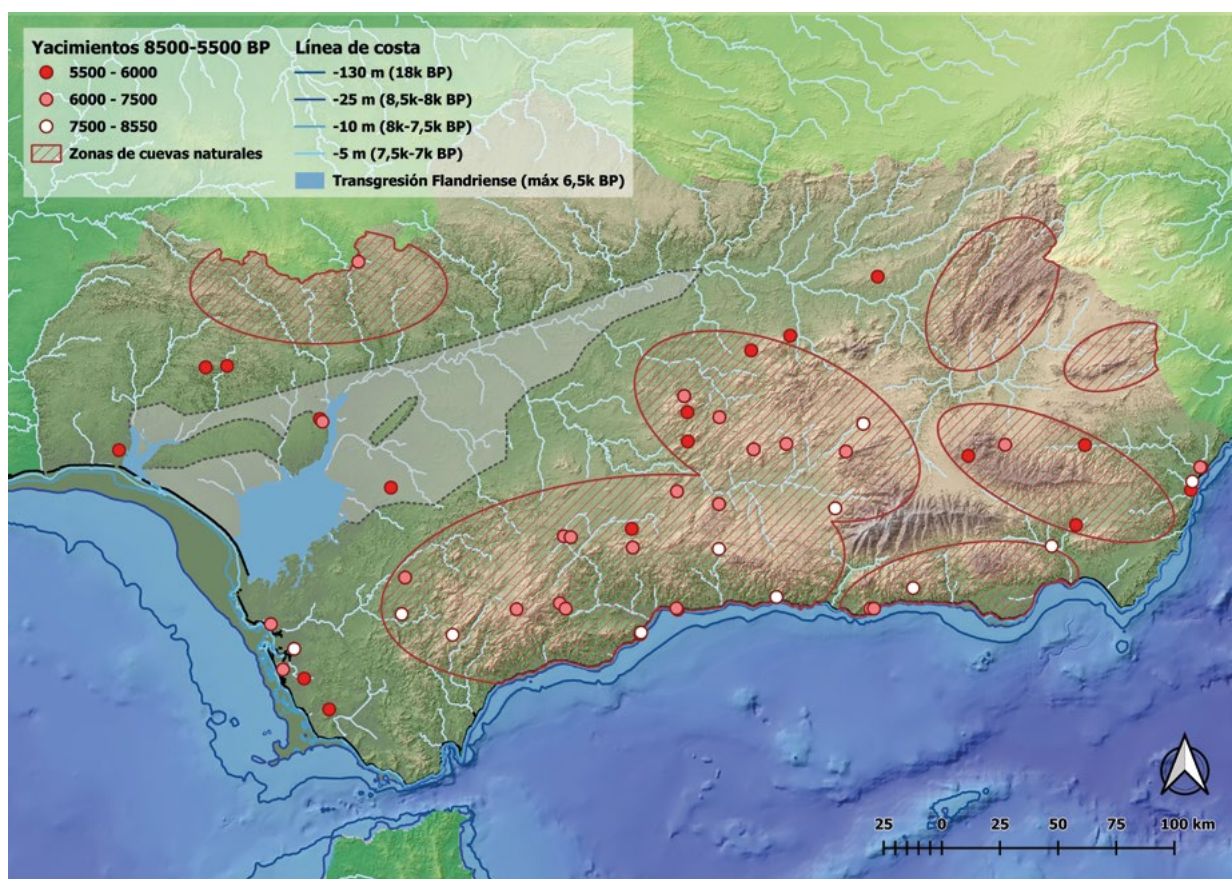 Yacimientos 8500-5500 BP
5500 - 6000
6000 - 7500
7500 - 8550
Zonas de cuevas naturales
Línea de costa
-130 m (18k BP)
-25 m (8,5k-8k BP)
-10 m (8k-7,5k BP)
-5 m (7,5k-7k BP)
Transgresión Flandriense (máx 6,5k BP)
25 0 25 50 75 100 km